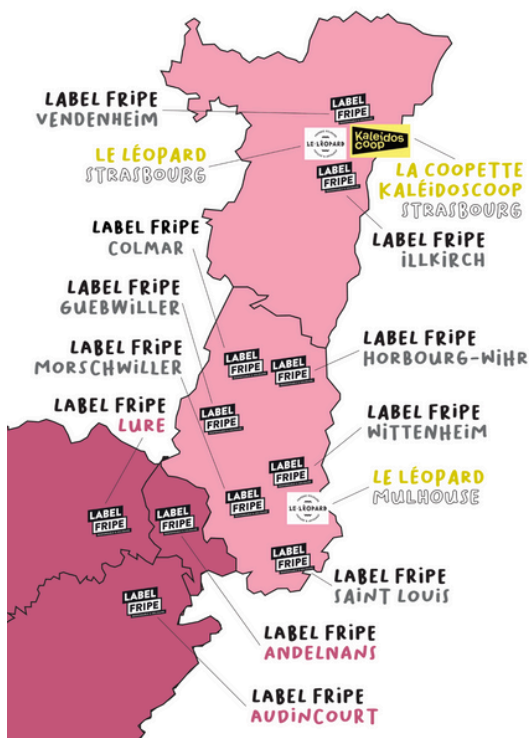 LABEL FRiPE
VENDENHEiM
LE LÉOPARD
STRASBOURG
LABEL
FRIPE
LE LÉOPARD
Kaleidos
coop
LABEL
FRIPE
LA COOPETTE
KALÉiDOSCOOP
STRASBOURG
LABEL FRiPE
iLLKiRCH
LABEL FRiPE
COLMAR
LABEL FRiPE
GUEBWiLLER
LABEL FRiPE
MORSCHWiLLER
LABEL FRiPE
LURE
LABEL
FRIPE
LABEL
FRIPE
LABEL FRiPE
HORBOURG-WiHR
LABEL
FRIPE
LABEL FRiPE
WiTTENHEiM
LABEL
FRIPE
LABEL
FRIPE
LE LÉOPARD
LE LÉOPARD
MULHOUSE
LABEL
FRIPE
LABEL
FRIPE
LABEL
FRIPE
LABEL FRiPE
SAiNT LOUiS
LABEL
FRIPE
LABEL FRiPE
ANDELNANS
LABEL FRiPE
AUDiNCOURT